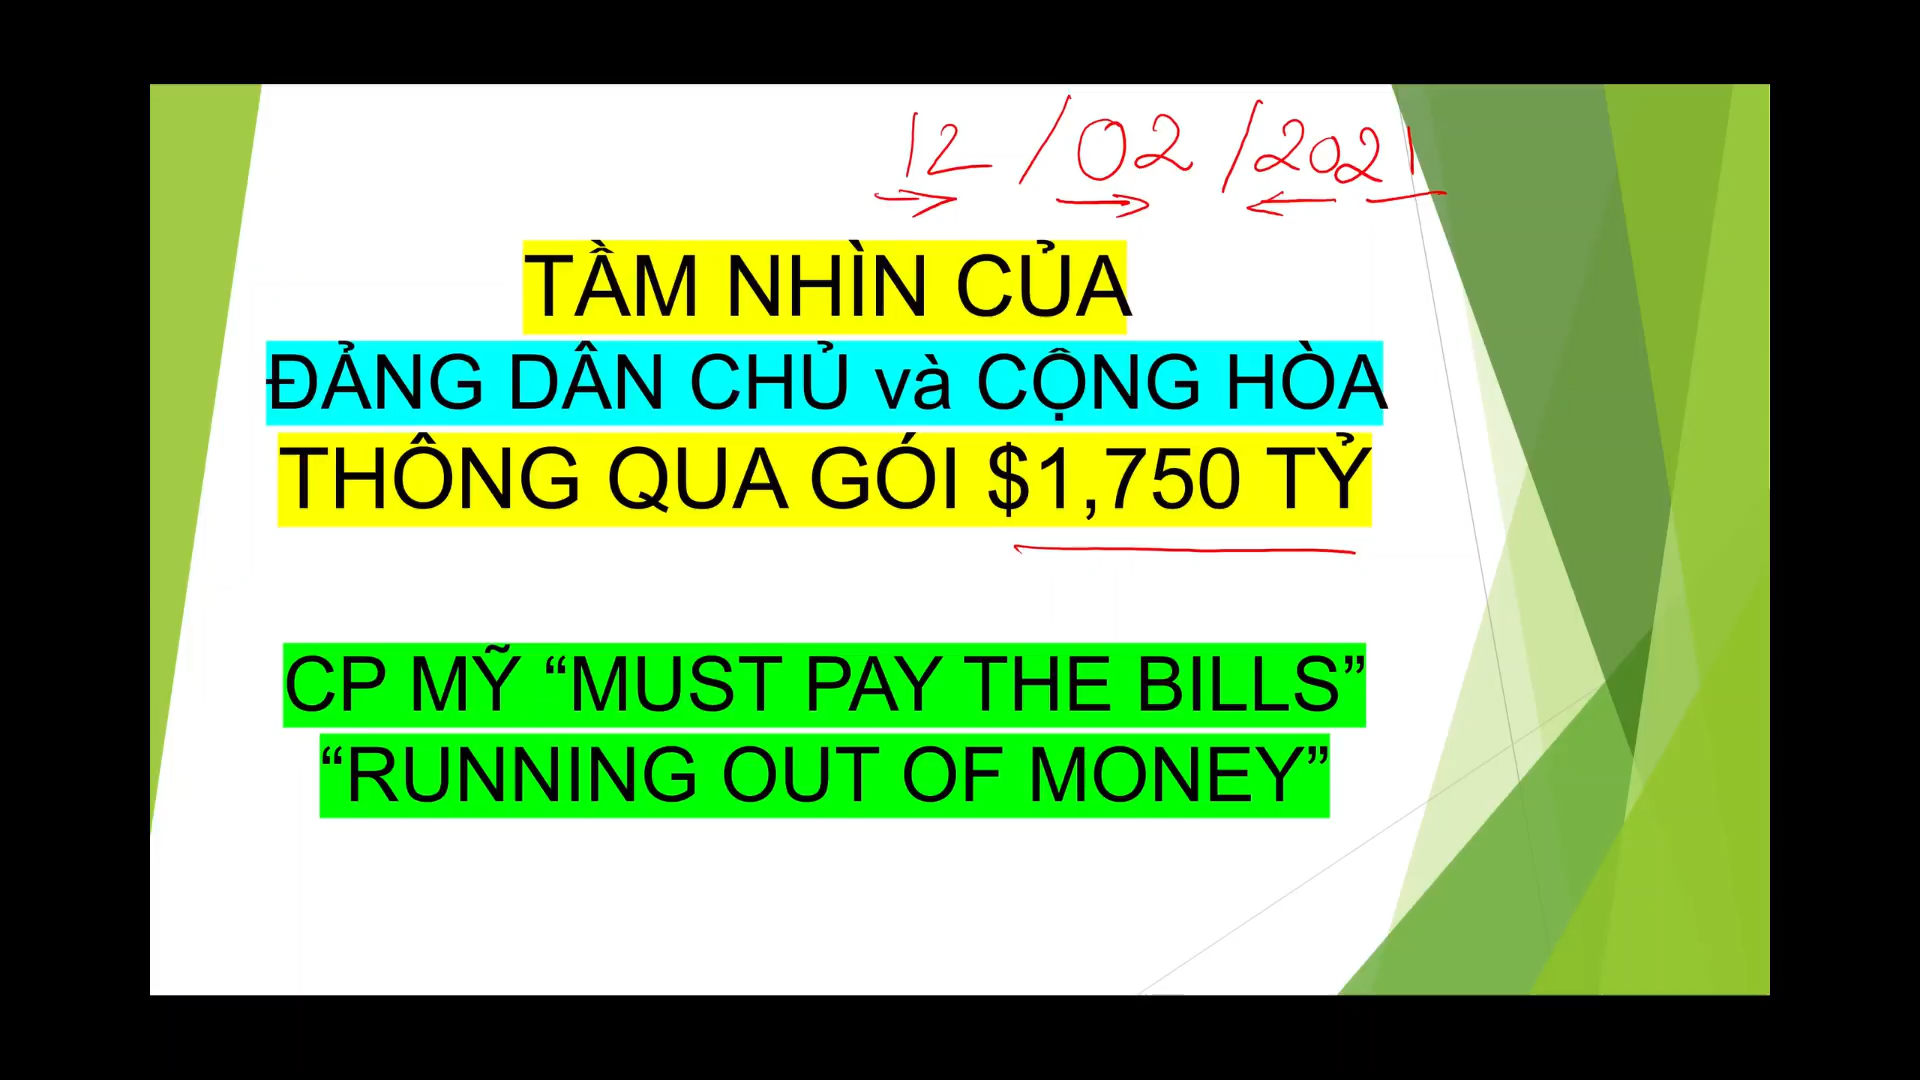 12/02/2021
TẦM NHÌN CỦA
ĐẢNG DÂN CHỦ và CỘNG HÒA
THÔNG QUA GÓI $1,750 TỶ
CP MỸ “MUST PAY THE BILLS”
“RUNNING OUT OF MONEY”